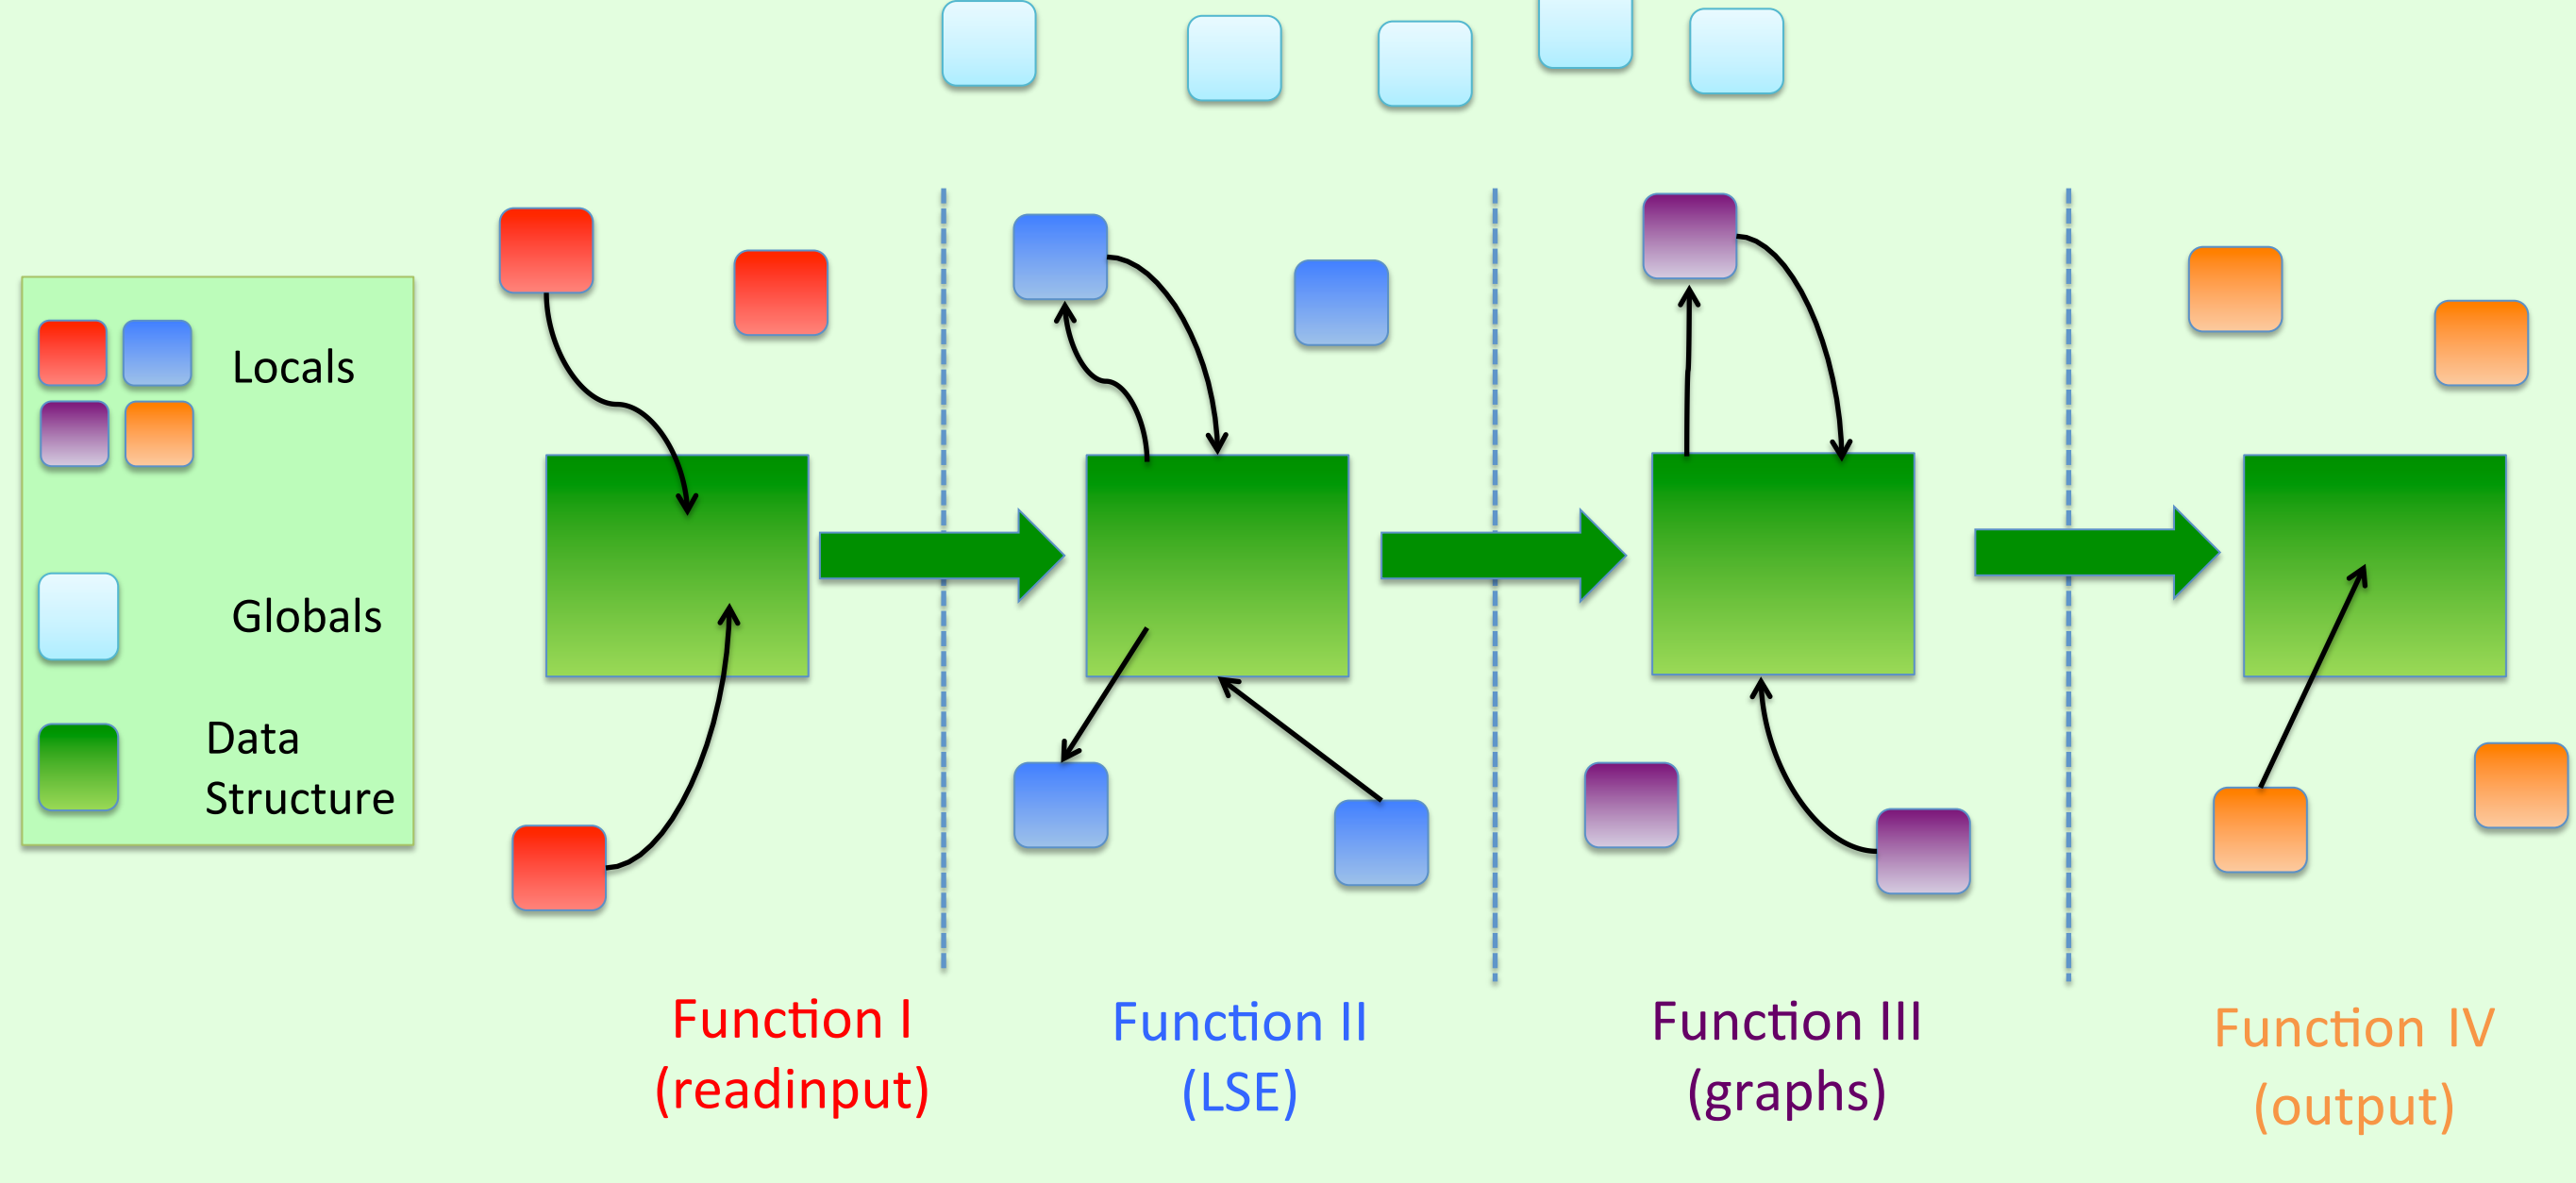 Locals
Globals
Data
Structure
Function I
(readinput)
Function II
(LSE)
Function III
(graphs)
Function IV
(output)